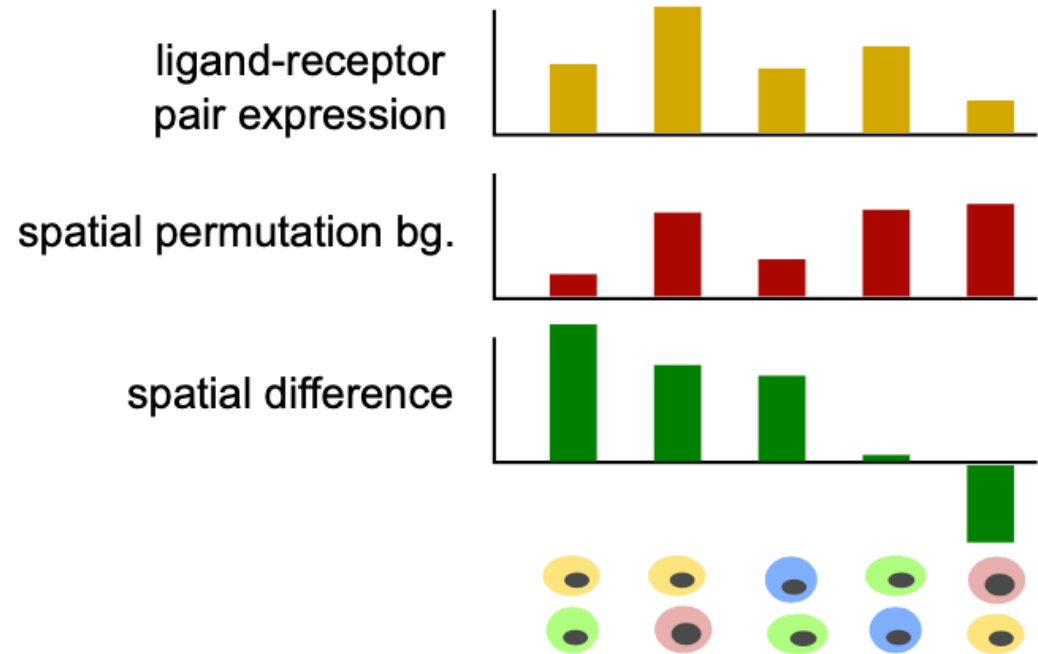 ligand-receptor
pair expression
spatial permutation bg.
spatial difference